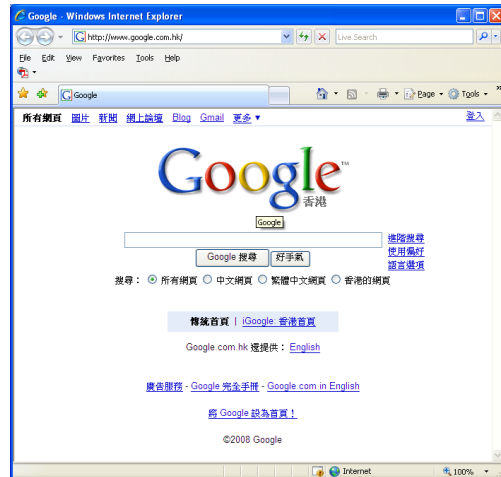 Google - Windows Internet Explorer
http://www.google.com.hk/
Live Search
File Edit View Favorites Tools Help
Google
Page Tools
所有網頁 圖片 新聞 網上論壇 Blog Gmail 更多 ▼
登入
Google™
香港
Google
進階搜尋
Google 搜尋 好手氣
使用偏好
語言選項
搜尋： 所有網頁 中文網頁 繁體中文網頁 香港的網頁
傳統首頁 | iGoogle: 香港首頁
Google.com.hk 還提供： English
廣告服務 - Google 完全手冊 - Google.com in English
將 Google 設為首頁！
©2008 Google
Internet
100%